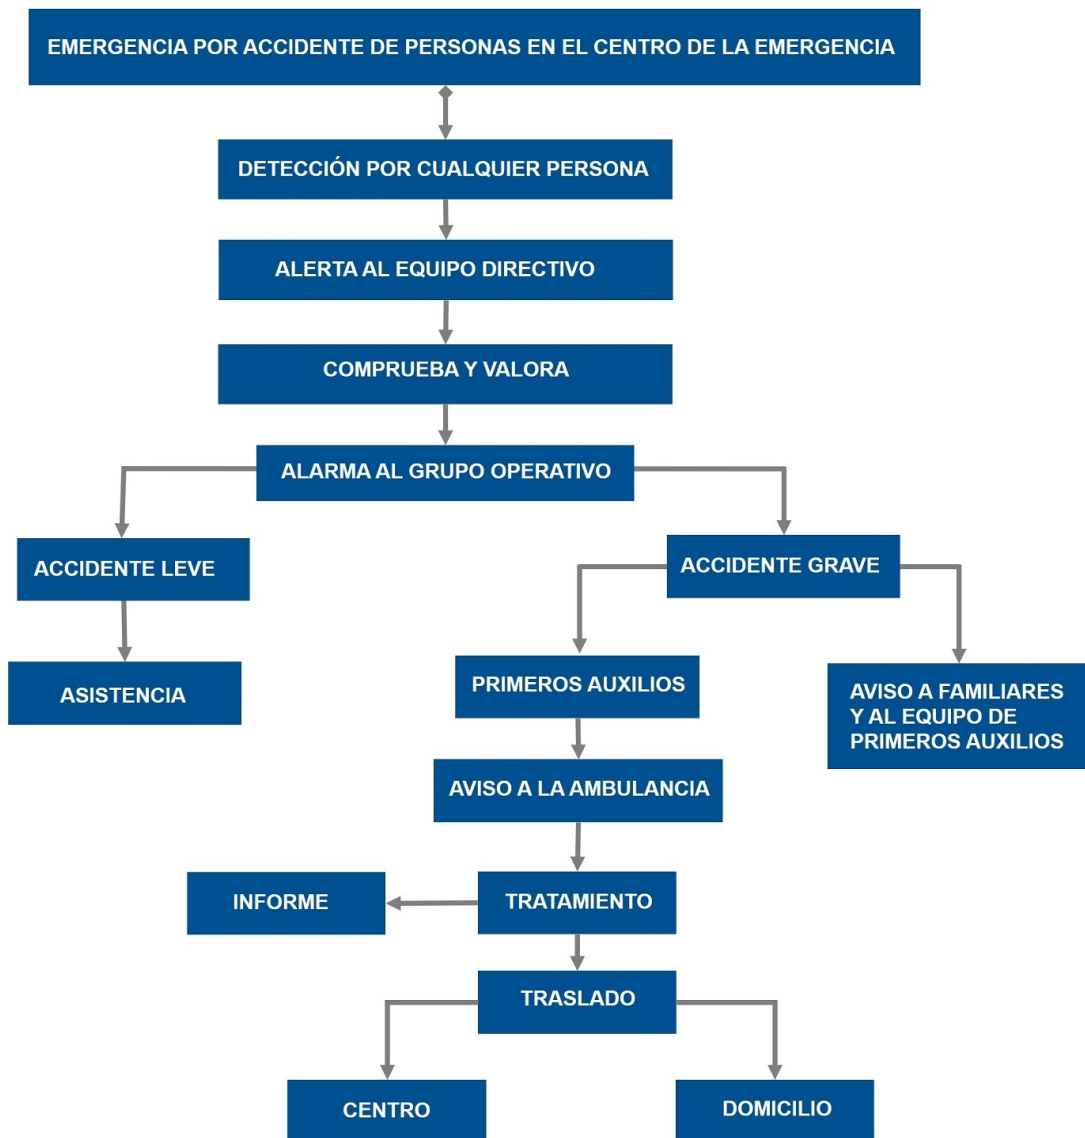 EMERGENCIA POR ACCIDENTE DE PERSONAS EN EL CENTRO DE LA EMERGENCIA
DETECCIÓN POR CUALQUIER PERSONA
ALERTA AL EQUIPO DIRECTIVO
COMPRUEBA Y VALORA
ALARMA AL GRUPO OPERATIVO
ACCIDENTE LEVE
ACCIDENTE GRAVE
ASISTENCIA
PRIMEROS AUXILIOS
AVISO A FAMILIARES
Y AL EQUIPO DE
PRIMEROS AUXILIOS
AVISO A LA AMBULANCIA
INFORME
TRATAMIENTO
TRASLADO
CENTRO
DOMICILIO